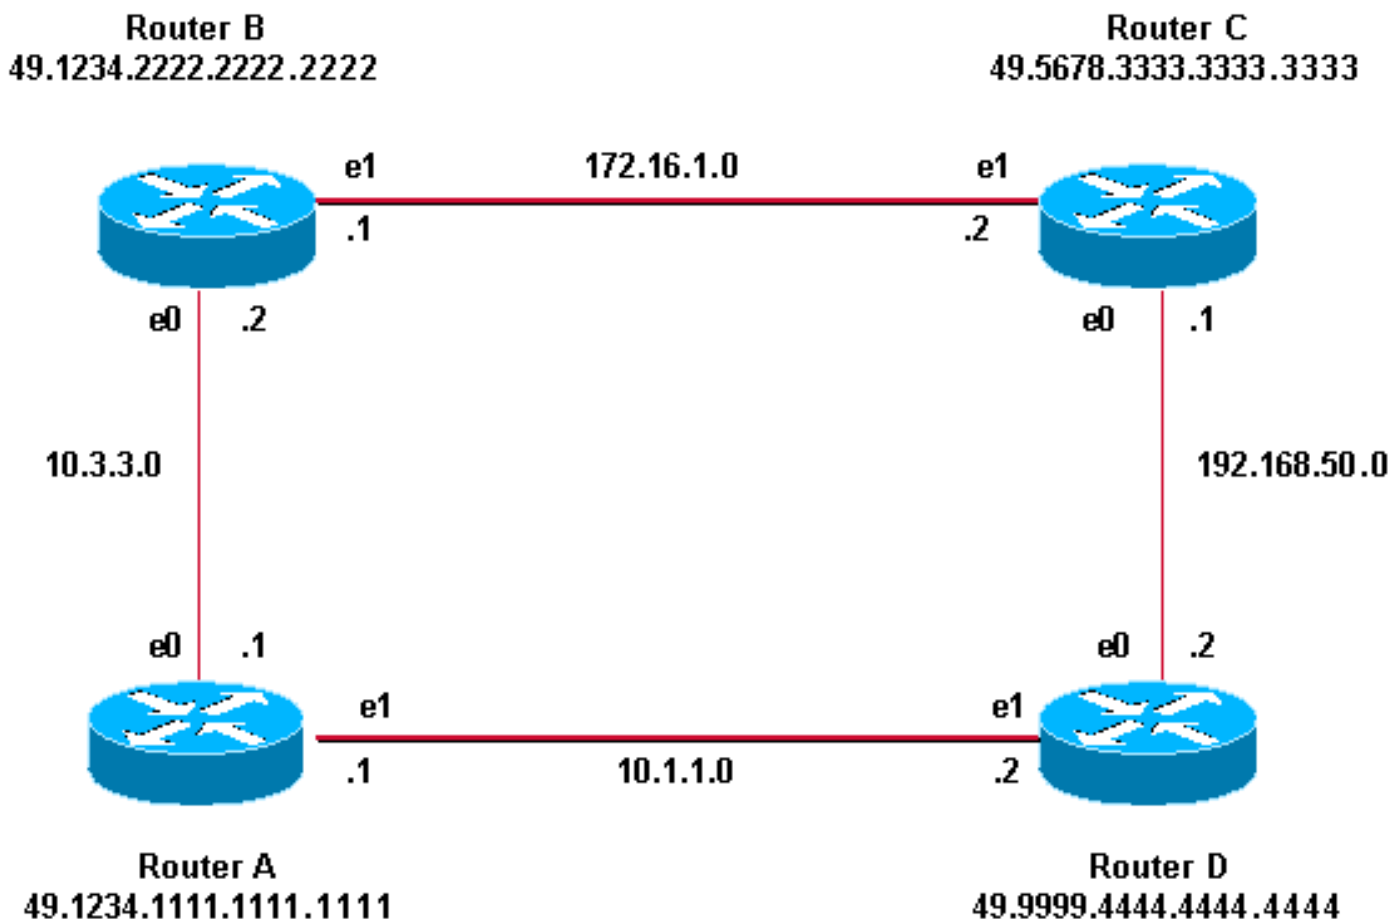 Router B
49.1234.2222.2222.2222
Router C
49.5678.3333.3333.3333
e1
172.16.1.0
e1
.1
.2
e0
.2
e0
.1
10.3.3.0
192.168.50.0
e0
.1
e0
.2
e1
e1
.1
10.1.1.0
.2
Router A
49.1234.1111.1111.1111
Router D
49.9999.4444.4444.4444